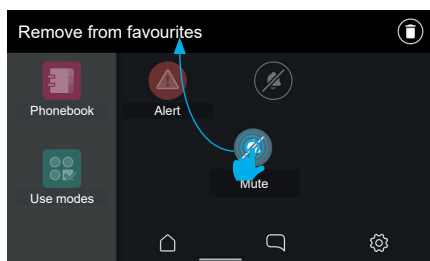 Remove from favourites
Phonebook
Alert
Use modes
Mute